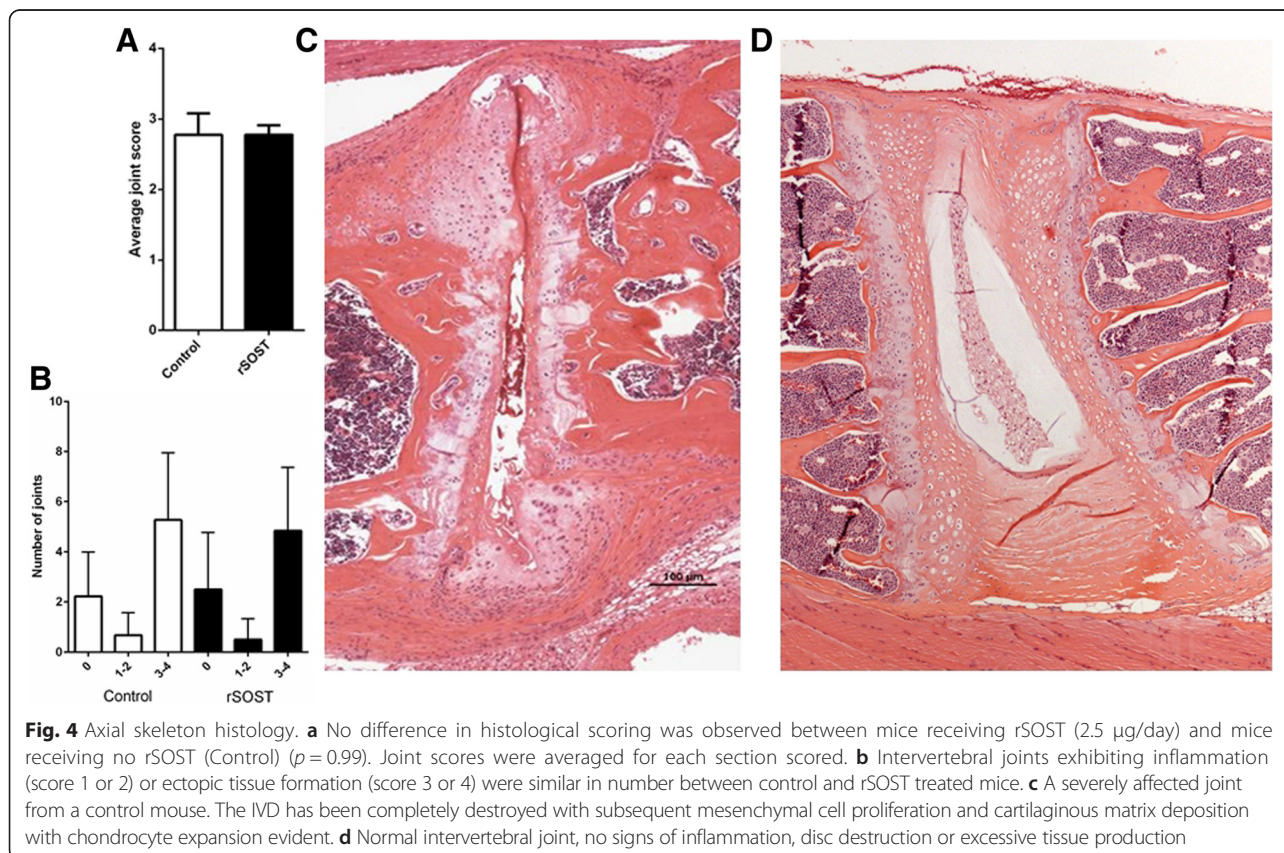 A
C
D
4
3
2
1
0
Average joint score
Control
rSOST
B
10
8
6
4
2
0
Number of joints
0
1-2
3-4
0
1-2
3-4
Control
rSOST
100 µm
Fig. 4 Axial skeleton histology. a No difference in histological scoring was observed between mice receiving rSOST (2.5 µg/day) and mice
receiving no rSOST (Control) (p = 0.99). Joint scores were averaged for each section scored. b Intervertebral joints exhibiting inflammation
(score 1 or 2) or ectopic tissue formation (score 3 or 4) were similar in number between control and rSOST treated mice. c A severely affected joint
from a control mouse. The IVD has been completely destroyed with subsequent mesenchymal cell proliferation and cartilaginous matrix deposition
with chondrocyte expansion evident. d Normal intervertebral joint, no signs of inflammation, disc destruction or excessive tissue production